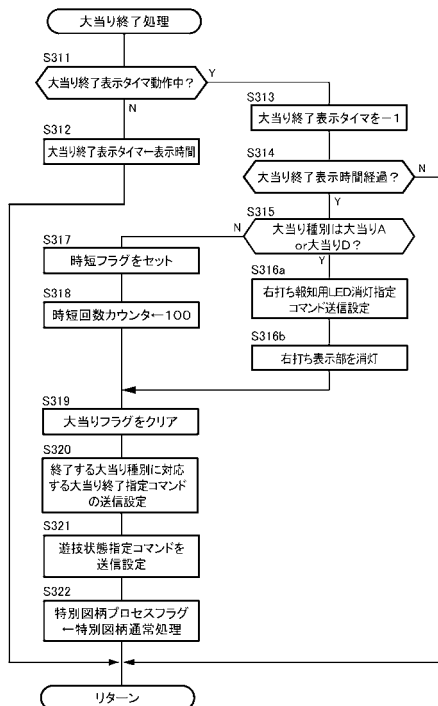 大当り終了処理
S311
大当り終了表示タイマ動作中?
Y
N
S312
大当り終了表示タイマー表示時間
S313
大当り終了表示タイマを－1
S314
大当り終了表示時間経過?
N
Y
S315
大当り種別は大当りA
or大当りD?
N
Y
S316a
右打ち報知用LED消灯指定
コマンド送信設定
S316b
右打ち表示部を消灯
S317
時短フラグをセット
S318
時短回数カウンタ←100
S319
大当りフラグをクリア
S320
終了する大当り種別に対応
する大当り終了指定コマンド
の送信設定
S321
遊技状態指定コマンドを
送信設定
S322
特別図柄プロセスフラグ
←特別図柄通常処理
リターン